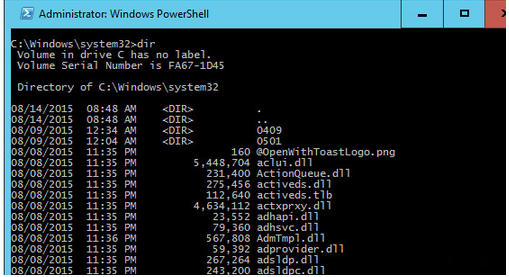 Administrator: Windows PowerShell
C:\Windows\system32>dir
Volume in drive C has no label.
Volume Serial Number is FA67-1D45
Directory of C:\Windows\system32
08/14/2015 08:48 AM <DIR> .
08/14/2015 08:48 AM <DIR> ..
08/09/2015 12:34 AM <DIR> 0409
08/09/2015 12:04 AM <DIR> 0501
08/08/2015 11:35 PM 160 @OpenWithToastLogo.png
08/08/2015 11:35 PM 5,448,704 aclui.dll
08/08/2015 11:35 PM 231,400 ActionQueue.dll
08/08/2015 11:35 PM 275,456 activeds.dll
08/08/2015 11:35 PM 112,640 activeds.tlb
08/08/2015 11:35 PM 4,634,112 actxprxy.dll
08/08/2015 11:35 PM 23,552 adhapi.dll
08/08/2015 11:35 PM 79,360 adhsvc.dll
08/08/2015 11:36 PM 567,808 AdmTmpl.dll
08/08/2015 11:35 PM 59,392 adprovider.dll
08/08/2015 11:35 PM 267,264 adsldp.dll
08/08/2015 11:35 PM 243,200 adsldpc.dll